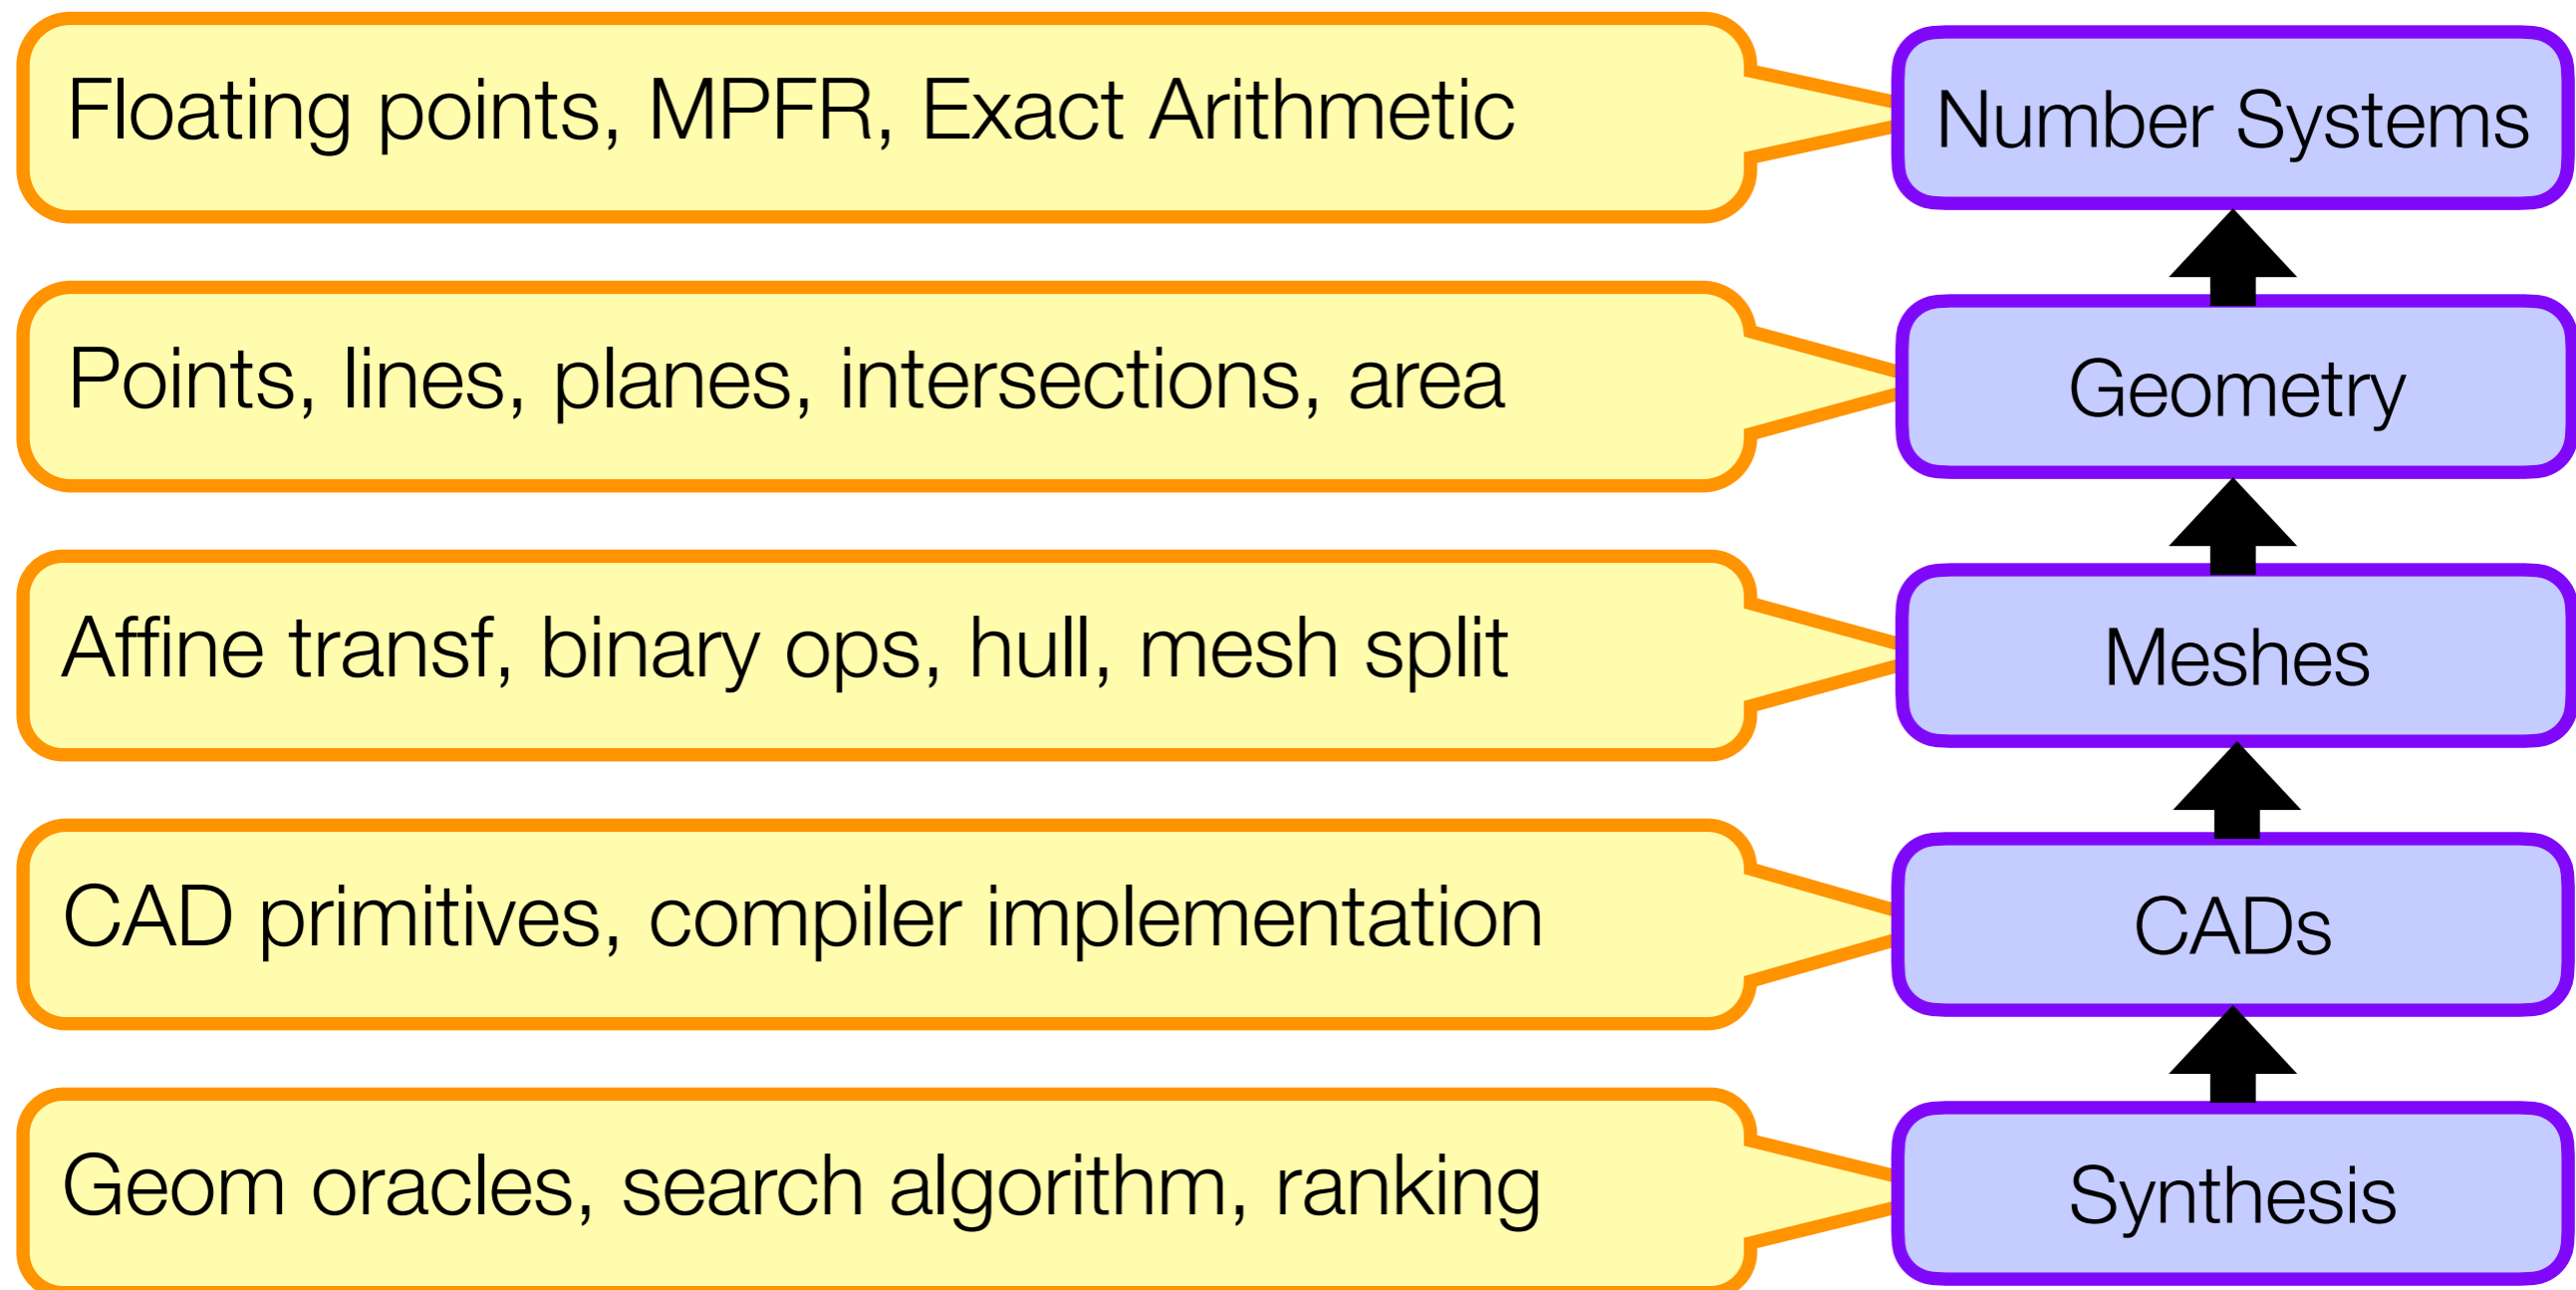 Floating points, MPFR, Exact Arithmetic
Number Systems
Points, lines, planes, intersections, area
Geometry
Affine transf, binary ops, hull, mesh split
Meshes
CAD primitives, compiler implementation
CADs
Geom oracles, search algorithm, ranking
Synthesis